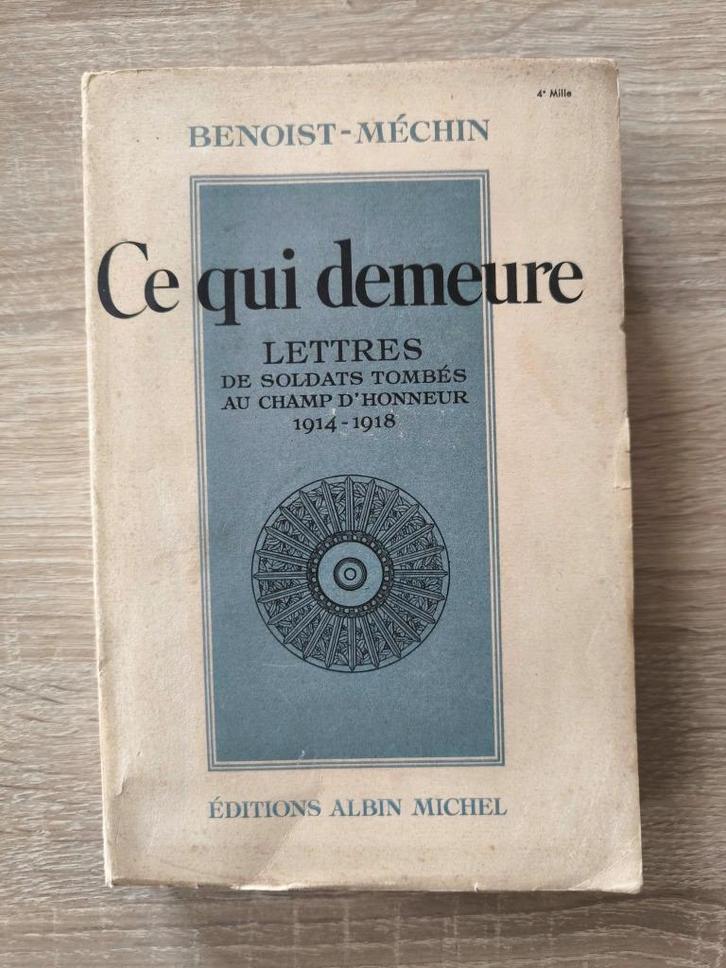 4e Mille
BENOIST-MÉCHIN
Ce qui demeure
LETTRES
DE SOLDATS TOMBÉS
AU CHAMP D'HONNEUR
1914-1918
ÉDITIONS ALBIN MICHEL